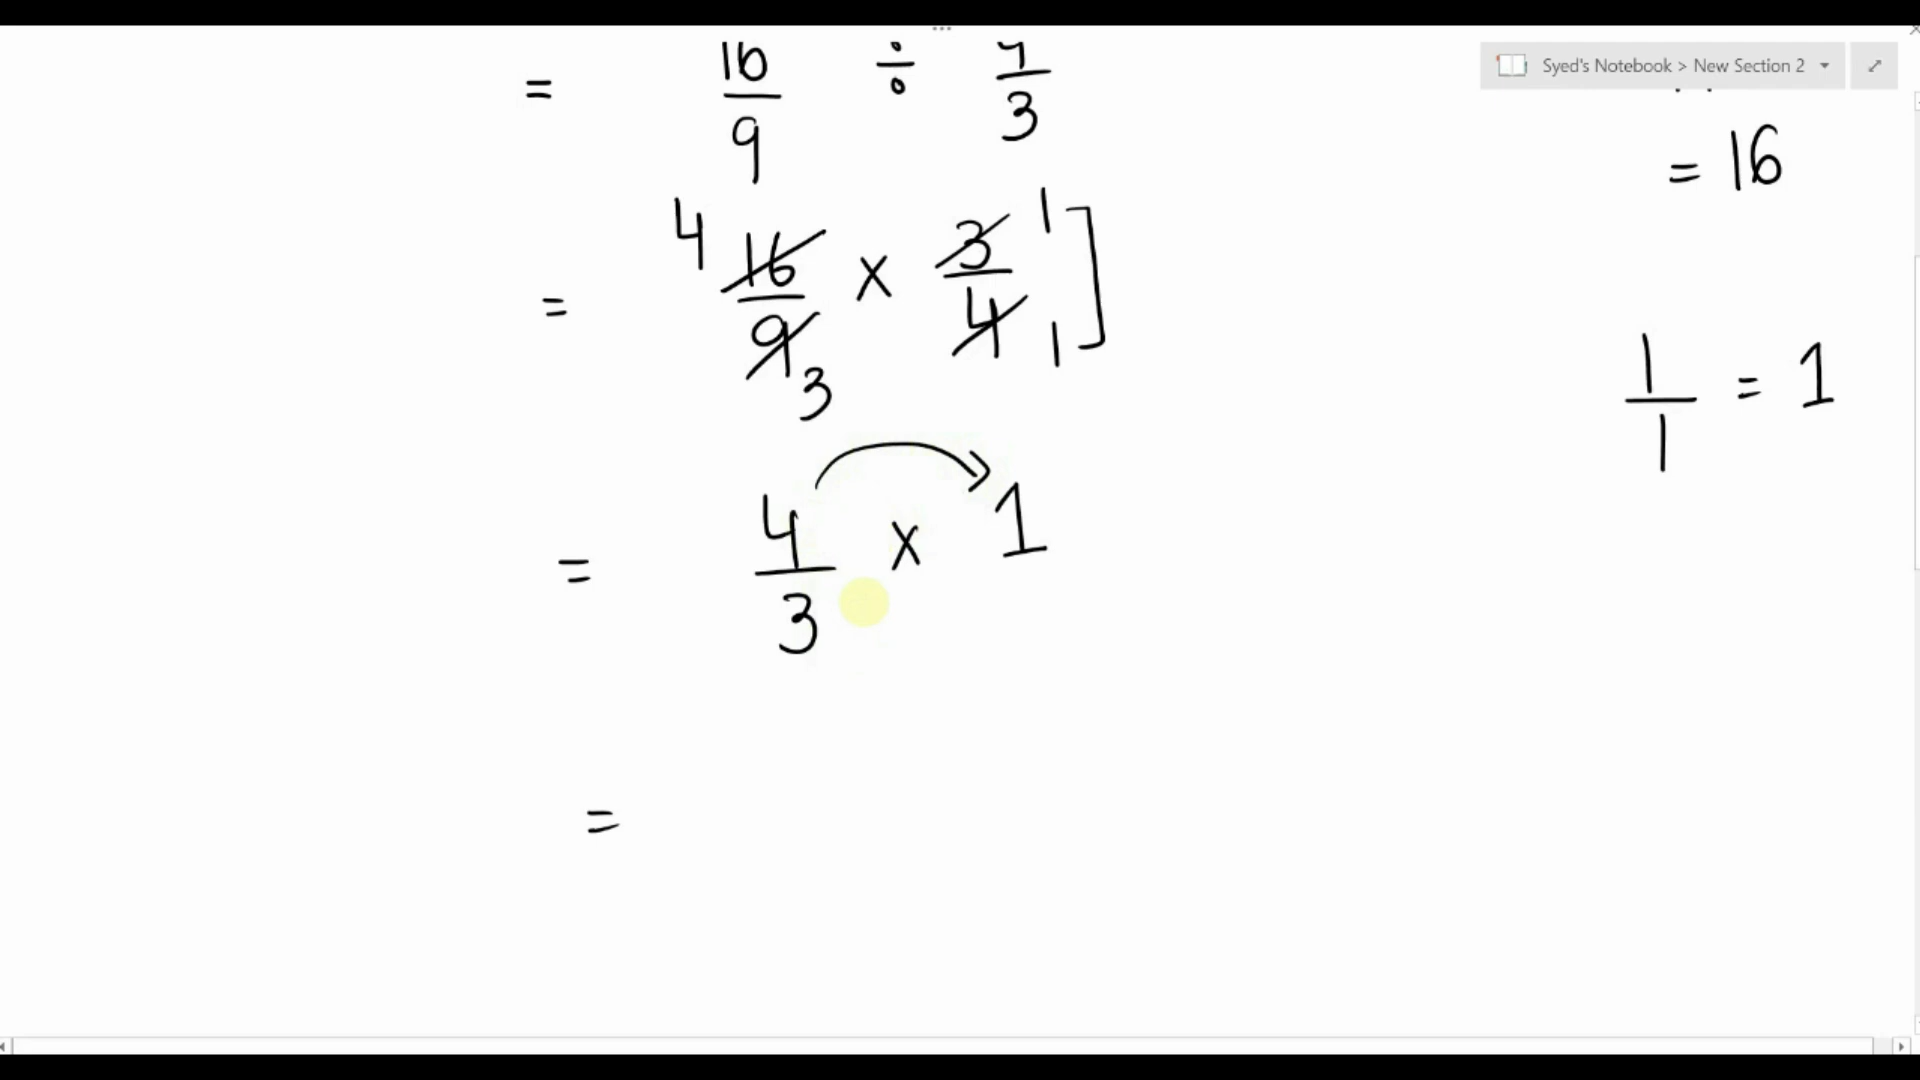 Syed's Notebook > New Section 2
= 16/9 ÷ 4/3
= 16
= 4 16/9 3 x 3/4 1 1 ]
1/1 = 1
= 4/3 x 1
=